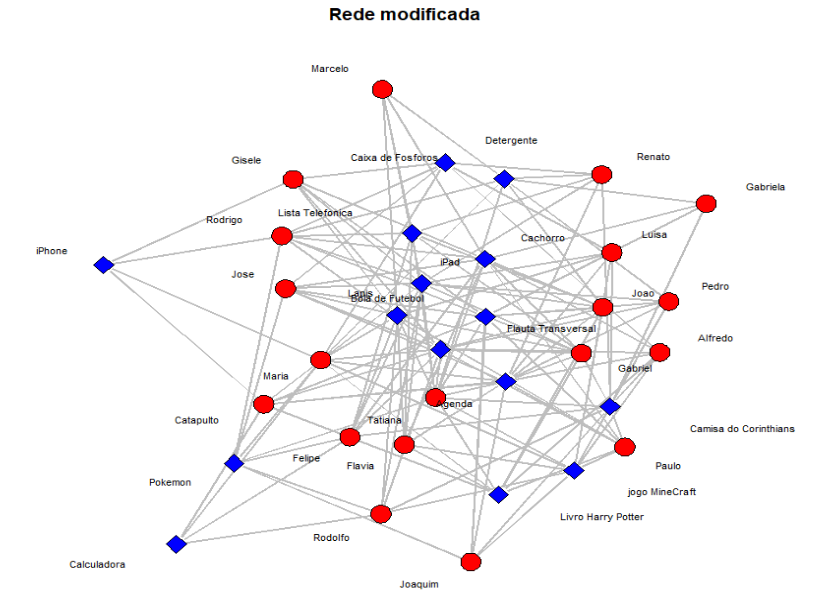 Rede modificada
Marcelo
Detergente
Caixa de Fosforos
Renato
Gisele
Gabriela
Lista Telefonica
Rodrigo
Luisa
Cachorro
iPhone
iPad
Jose
Pedro
Lapis
Joao
Bola de Futebol
Flauta Transversal
Alfredo
Gabriel
Maria
Agenda
Catapulto
Tatiana
Camisa do Corinthians
Felipe
Flavia
Paulo
Pokemon
jogo MineCraft
Livro Harry Potter
Rodolfo
Calculadora
Joaquim